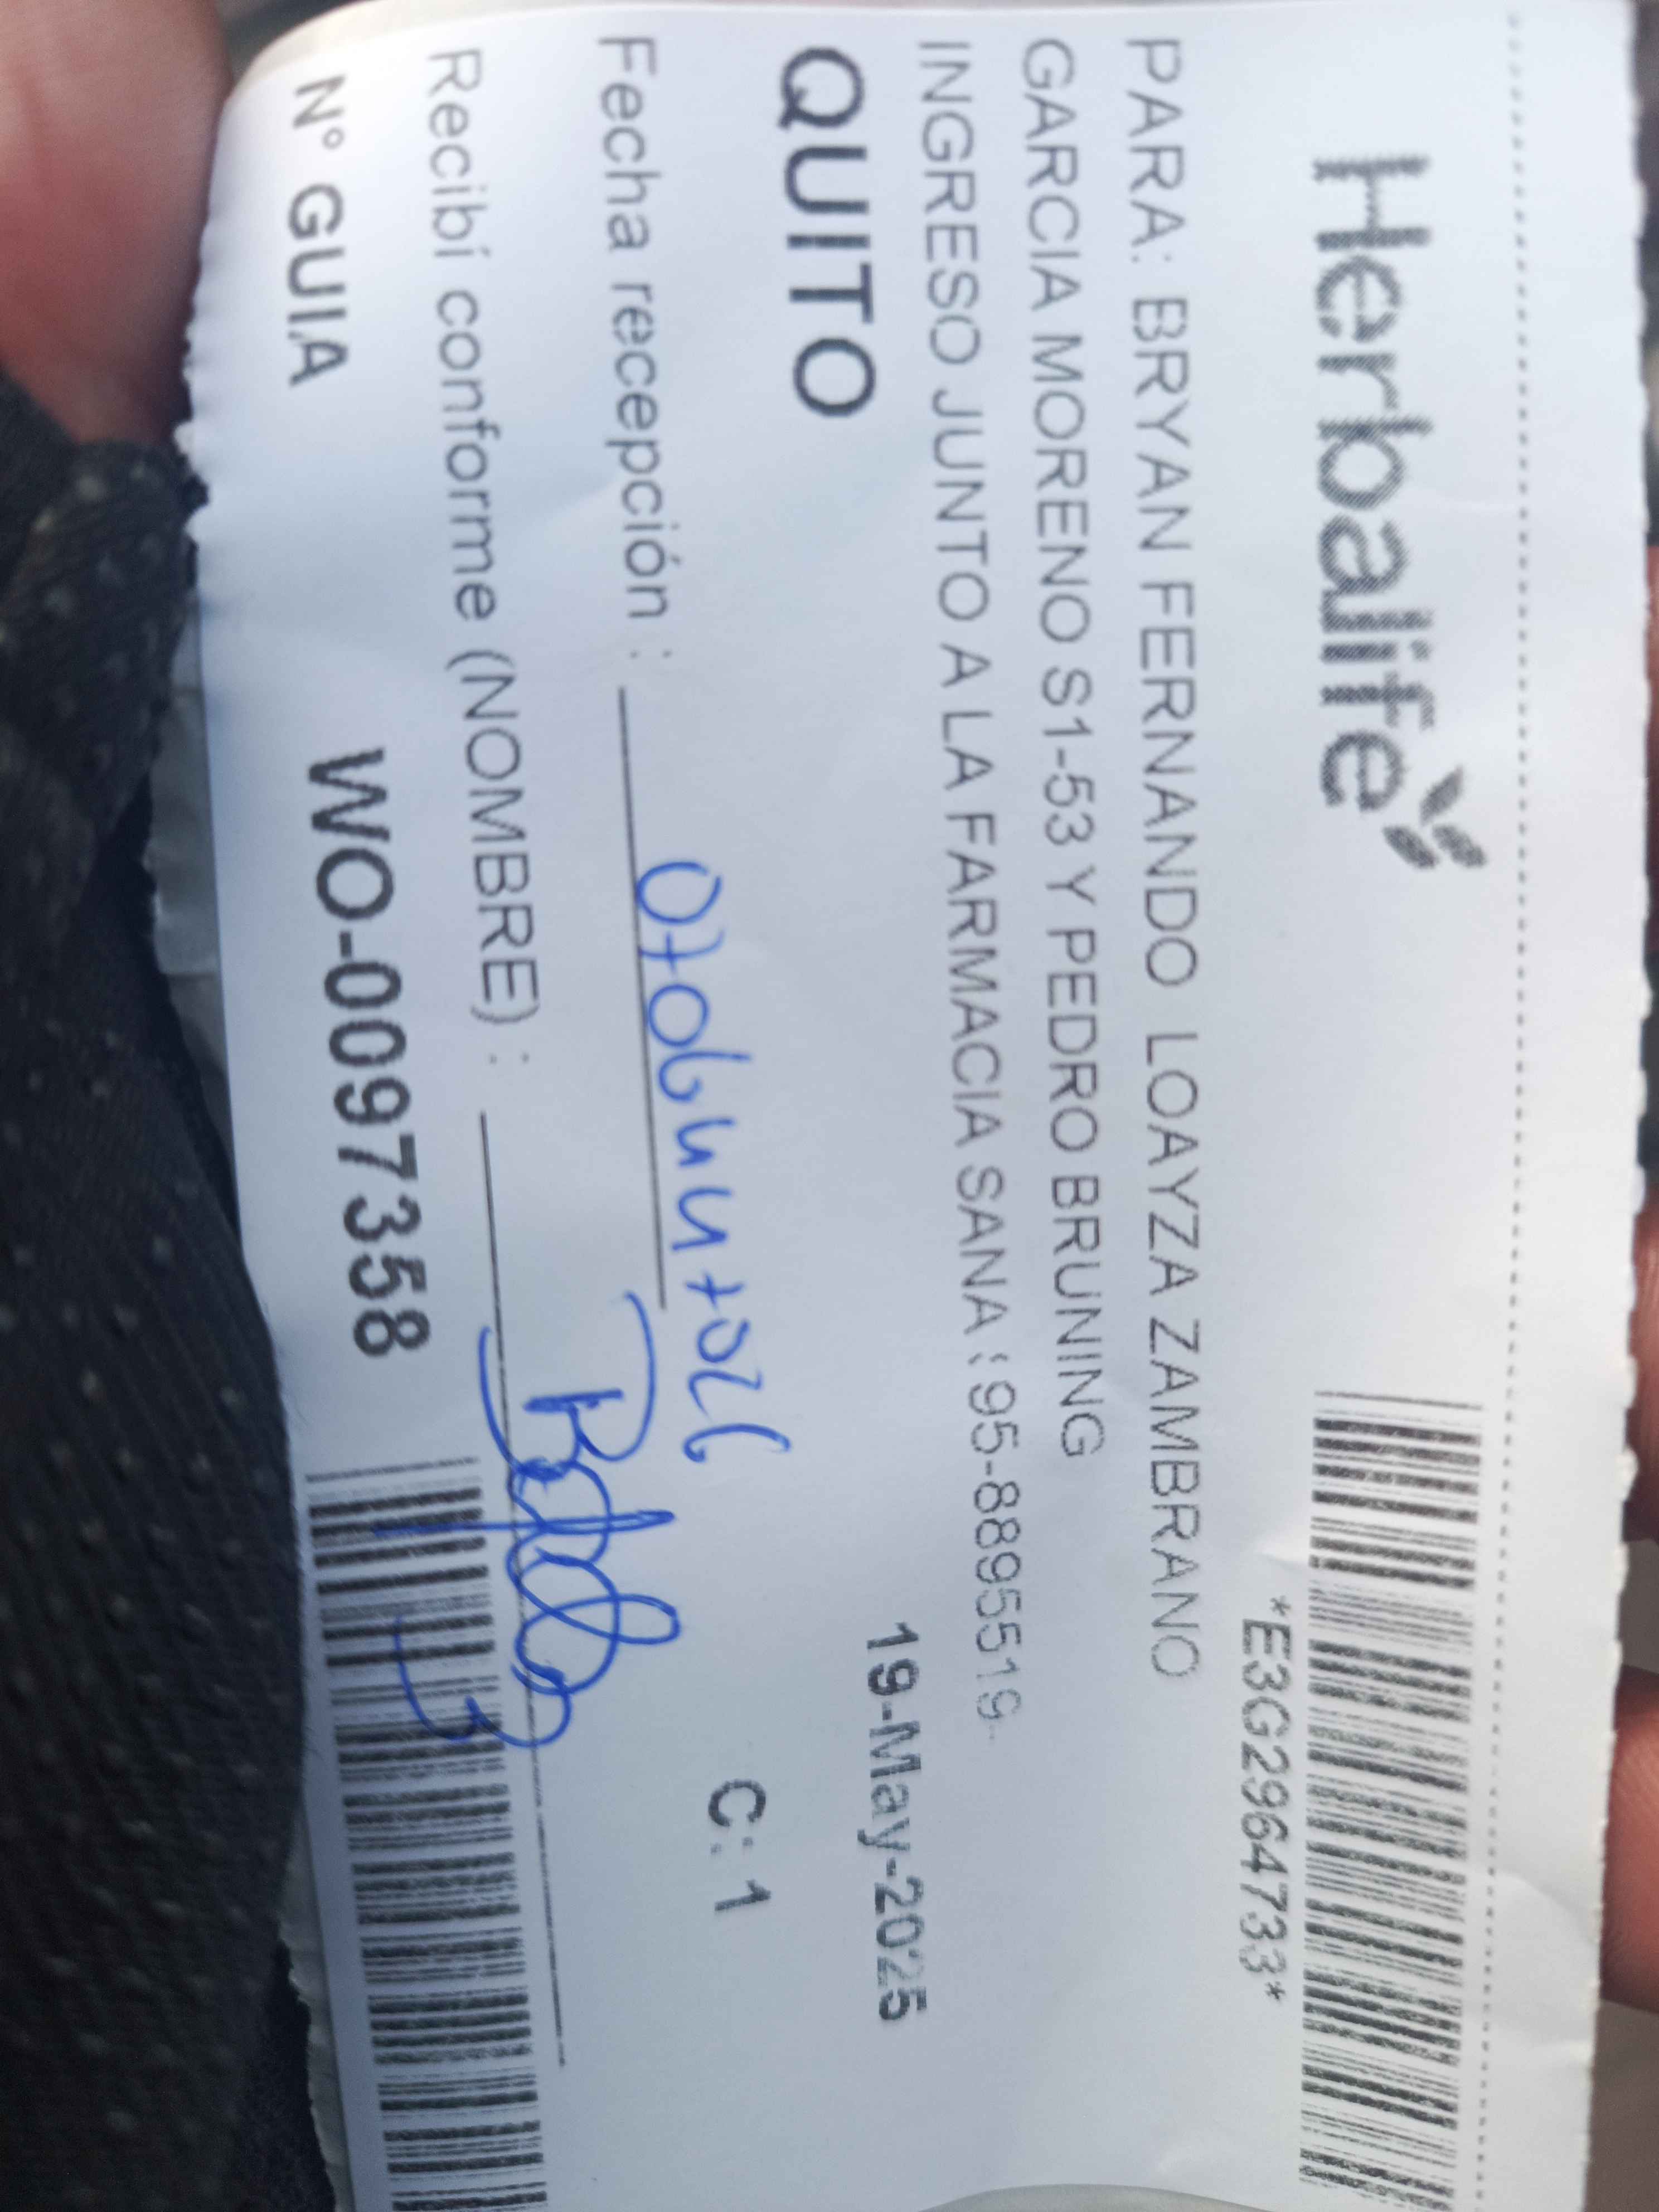 Herbalife
*E3G2964733*
PARA: BRYAN FERNANDO LOAYZA ZAMBRANO
GARCIA MORENO S1-53 Y PEDRO BRUNING
INGRESO JUNTO A LA FARMACIA SANA : 95-8895519
19-May-2025
QUITO
C: 1
Fecha recepción :
Recibí conforme (NOMBRE) :
Nº GUIA WO-00973358